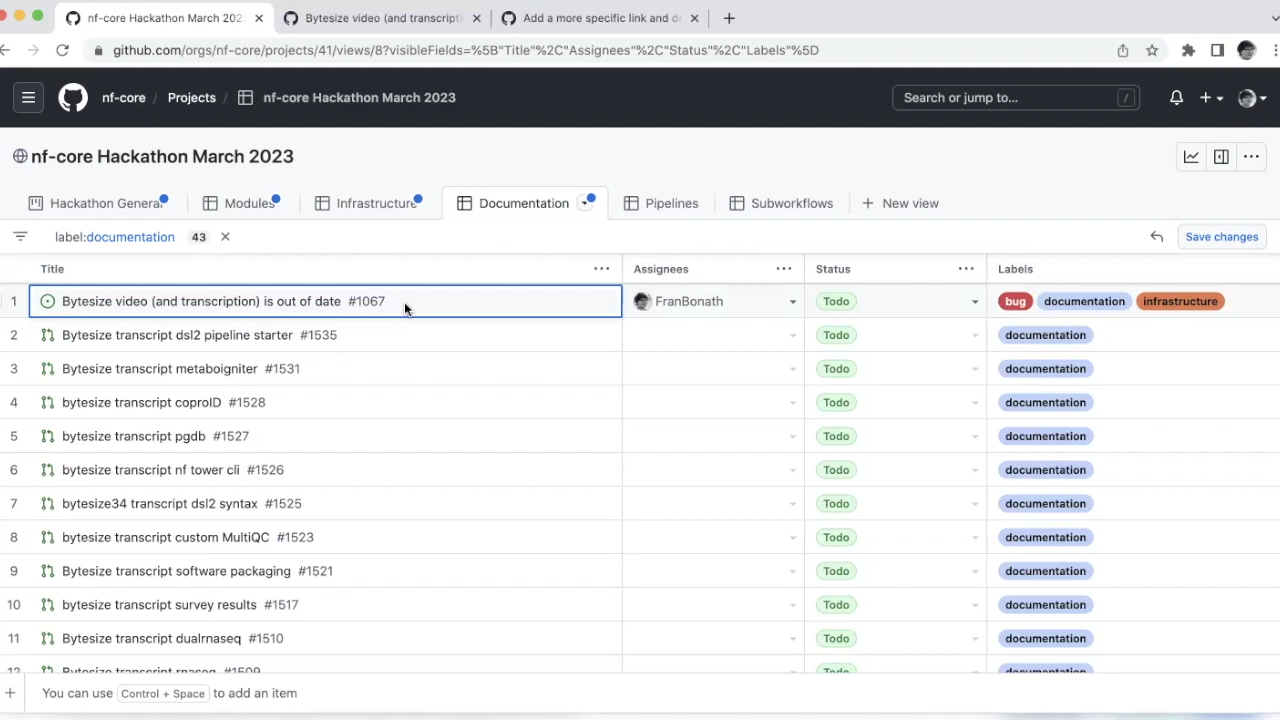 nf-core Hackathon March 202
Bytesize video (and transcripti
Add a more specific link and d
github.com/orgs/nf-core/projects/41/views/8?visibleFields=%5B"Title"%2C"Assignees"%2C"Status"%2C"Labels"%5D
nf-core / Projects / nf-core Hackathon March 2023
Search or jump to... /
nf-core Hackathon March 2023
Hackathon General Modules Infrastructure Documentation Pipelines Subworkflows + New view
label:documentation 43 Save changes
Title Assignees Status Labels
1 Bytesize video (and transcription) is out of date #1067 FranBonath Todo bug documentation infrastructure
2 Bytesize transcript dsl2 pipeline starter #1535 Todo documentation
3 Bytesize transcript metaboigniter #1531 Todo documentation
4 bytesize transcript coproID #1528 Todo documentation
5 bytesize transcript pgdb #1527 Todo documentation
6 bytesize transcript nf tower cli #1526 Todo documentation
7 bytesize34 transcript dsl2 syntax #1525 Todo documentation
8 bytesize transcript custom MultiQC #1523 Todo documentation
9 Bytesize transcript software packaging #1521 Todo documentation
10 bytesize transcript survey results #1517 Todo documentation
11 Bytesize transcript dualrnaseq #1510 Todo documentation
12 Bytesize transcript rnaseq #1509 Todo documentation
+ You can use Control + Space to add an item